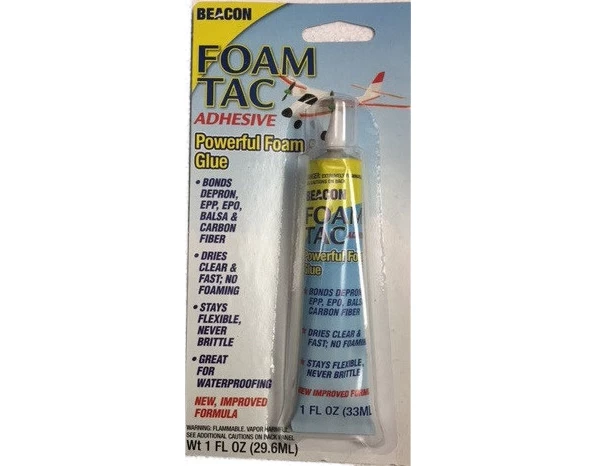 BEACON
FOAM
TAC
ADHESIVE
Powerful Foam
Glue
• BONDS
DEPRON,
EPP, EPO,
BALSA &
CARBON
FIBER
• DRIES
CLEAR &
FAST; NO
FOAMING
• STAYS
FLEXIBLE,
NEVER
BRITTLE
• GREAT
FOR
WATERPROOFING
NEW, IMPROVED
FORMULA
WARNING: FLAMMABLE. VAPOR HARMFUL.
SEE ADDITIONAL CAUTIONS ON BACK PANEL
Wt 1 FL OZ (29.6ML)
BEACON
FOAM
TAC
Powerful Fo
Glue
BONDS DEPRON
EPP, EPO, BALSA
CARBON FIBER
DRIES CLEAR &
FAST; NO FOAMING
STAYS FLEXIBLE,
NEVER BRITTLE
NEW IMPROVED FORMU
1 FL OZ (33ML